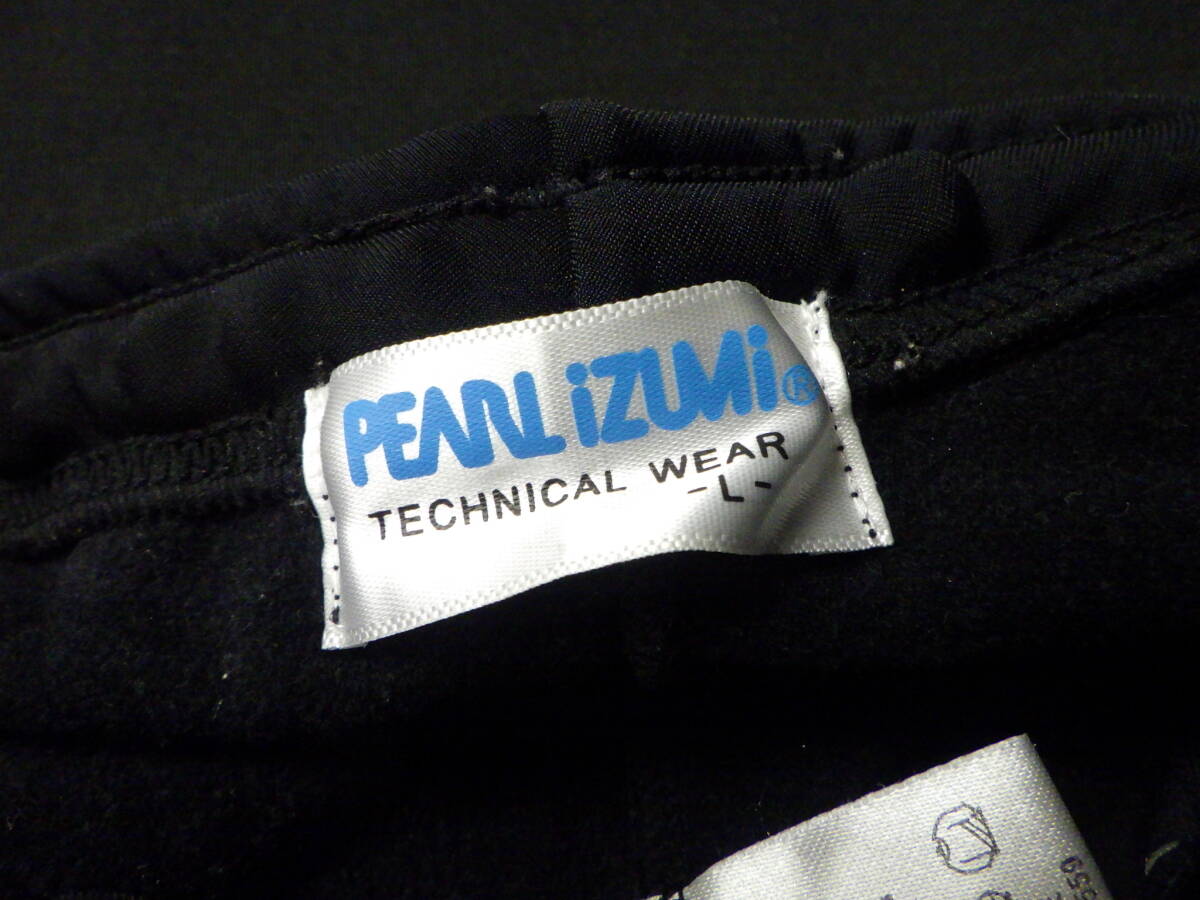 PEARL iZUMi®
TECHNICAL WEAR
-L-